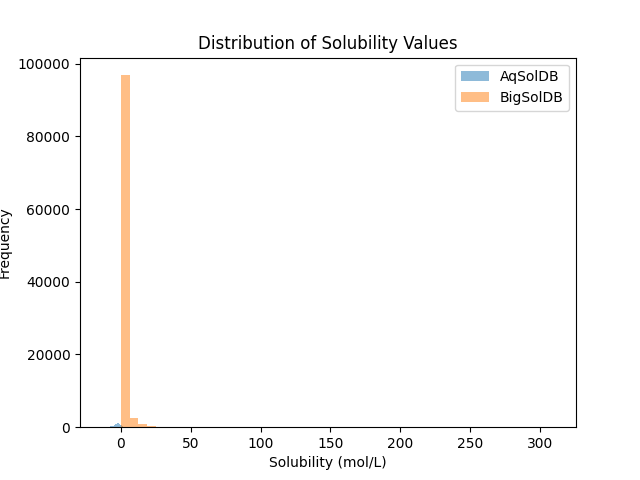 Distribution of Solubility Values
100000
80000
60000
40000
20000
0
Frequency
AqSolDB
BigSolDB
0 50 100 150 200 250 300
Solubility (mol/L)